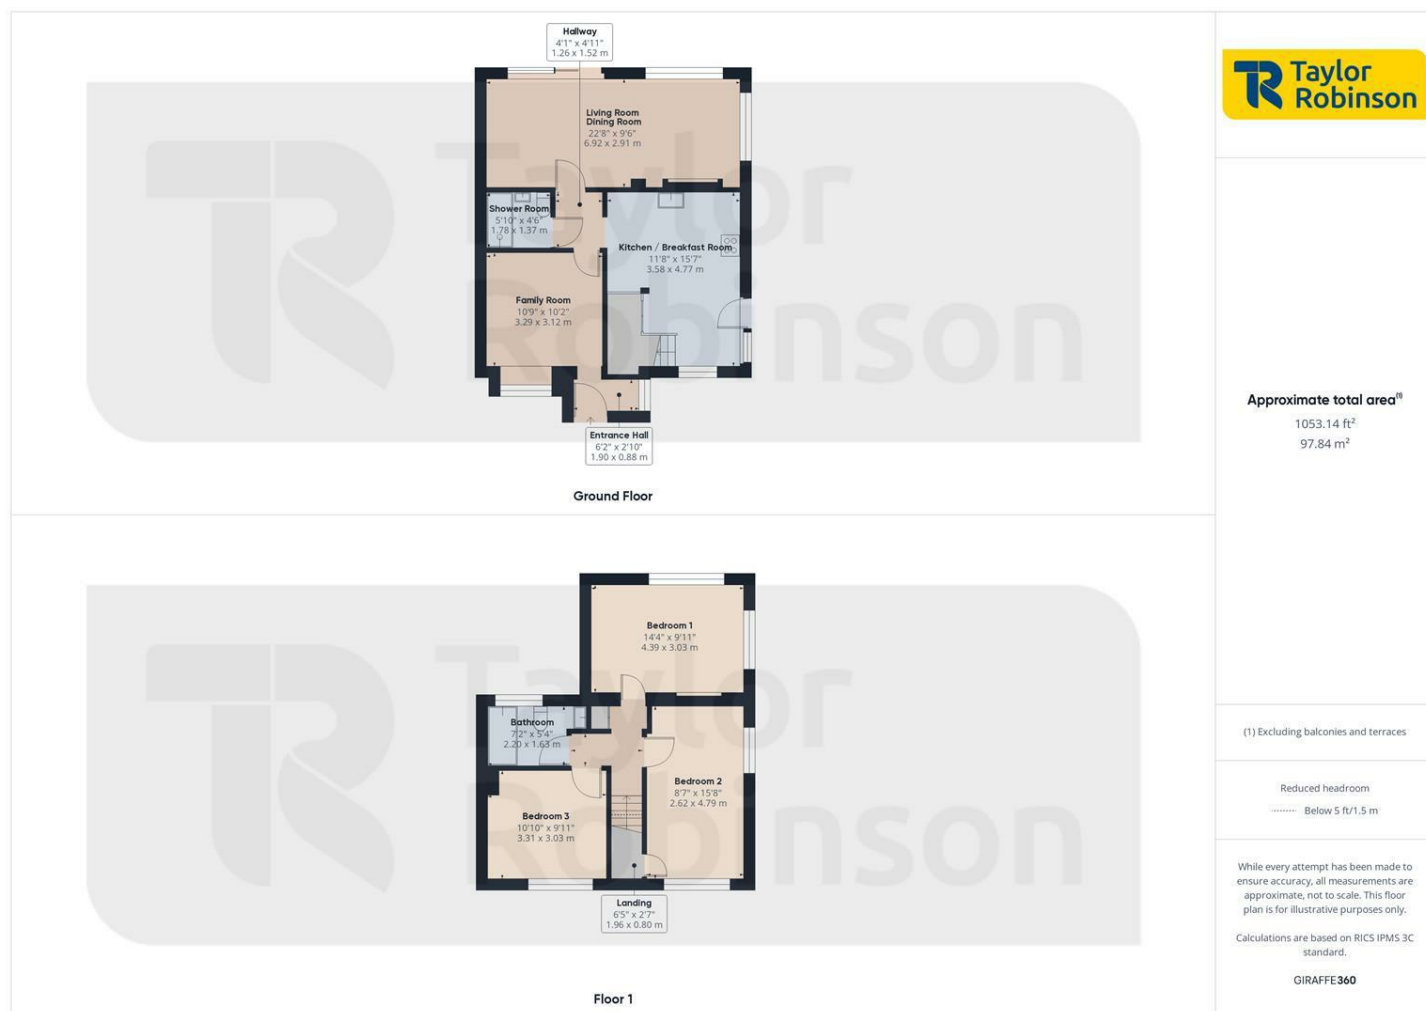 Hallway
4'1" x 4'11"
1.26 x 1.52 m
Living Room
Dining Room
22'8" x 9'6"
6.92 x 2.91 m
Shower Room
5'10" x 4'6"
1.78 x 1.37 m
Kitchen / Breakfast Room
11'8" x 15'7"
3.58 x 4.77 m
Family Room
10'9" x 10'2"
3.29 x 3.12 m
Entrance Hall
6'2" x 2'10"
1.90 x 0.88 m
Taylor
Robinson
Ground Floor
Bedroom 1
14'4" x 9'11"
4.39 x 3.03 m
Bathroom
7'2" x 5'4"
2.20 x 1.63 m
Bedroom 2
8'7" x 15'8"
2.62 x 4.79 m
Bedroom 3
10'10" x 9'11"
3.31 x 3.03 m
Landing
6'5" x 2'7"
1.96 x 0.80 m
Taylor
Robinson
Floor 1
Taylor
Robinson
Approximate total area(1)
1053.14 ft²
97.84 m²
(1) Excluding balconies and terraces
Reduced headroom
Below 5 ft/1.5 m
While every attempt has been made to
ensure accuracy, all measurements are
approximate, not to scale. This floor
plan is for illustrative purposes only.
Calculations are based on RICS IPMS 3C
standard.
GIRAFFE360